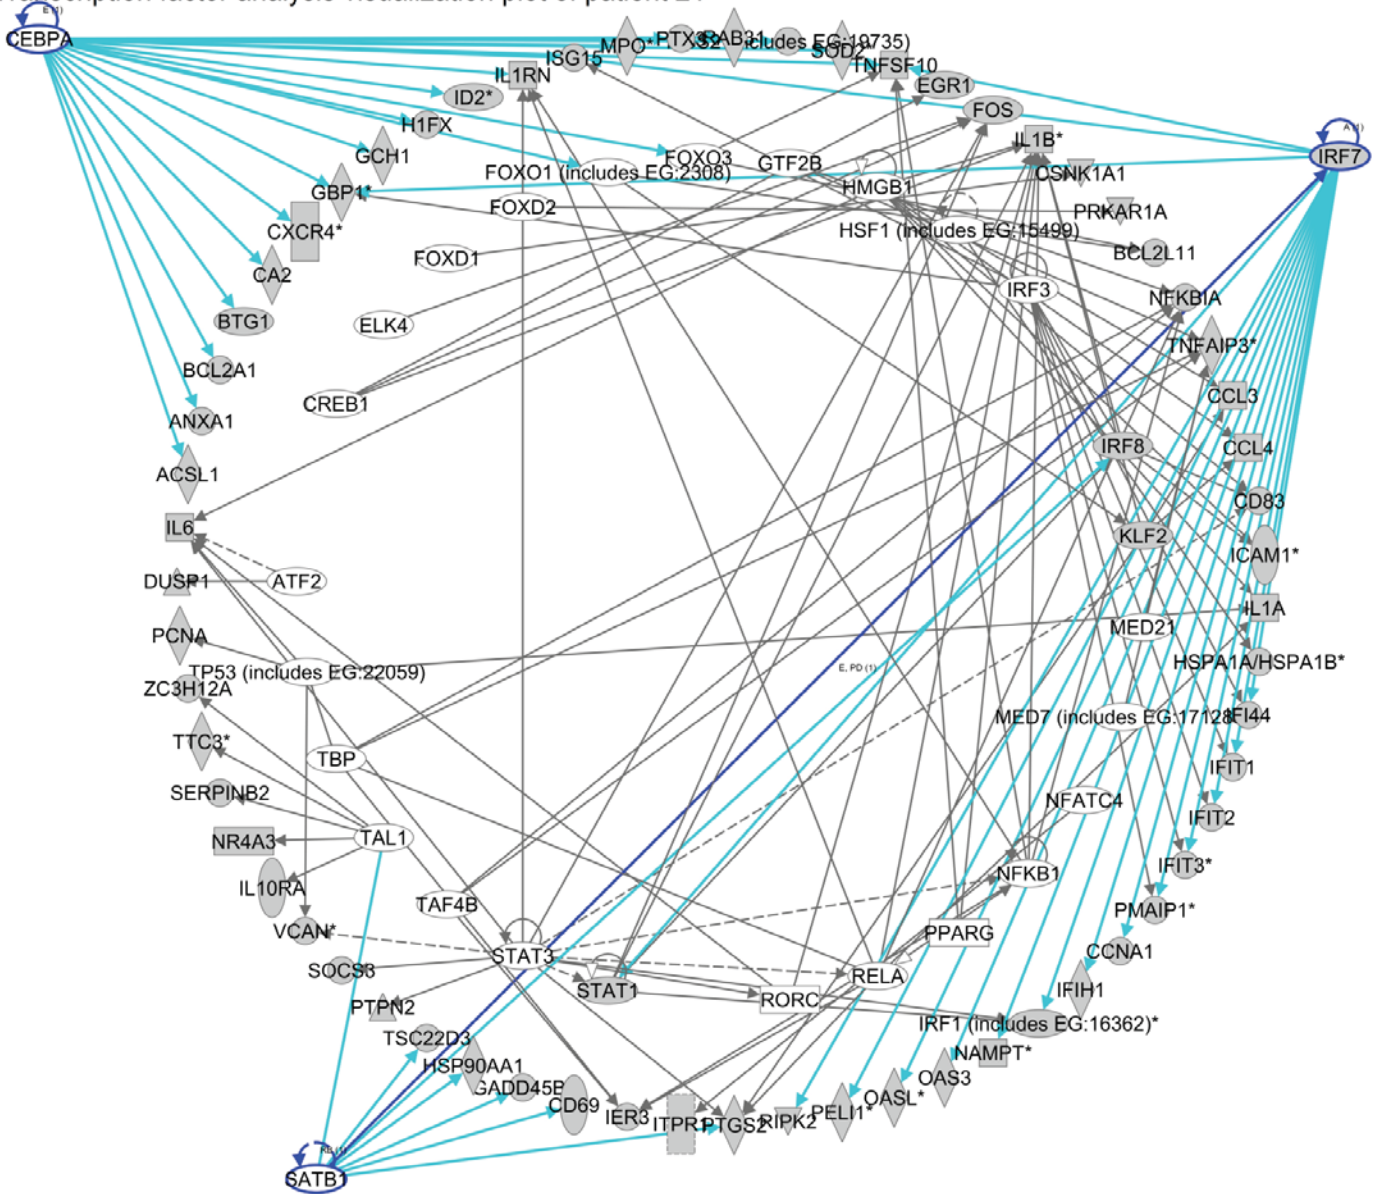 E (1)
CEBPA
MPO*
PTX3
RAB31
includes EG:19735)
SOD2*
ISG15
TNFSF10
IL1RN
EGR1
ID2*
FOS
H1FX
IL1B*
A (1)
IRF7
GCH1
FOXO3
GTF2B
FOXO1 (includes EG:2308)
CSNK1A1
HMGB1
GBP1*
FOXD2
PRKAR1A
CXCR4*
HSF1 (includes EG:15499)
FOXD1
BCL2L11
CA2
IRF3
NFKBIA
BTG1
ELK4
TNFAIP3*
BCL2A1
CCL3
CREB1
ANXA1
IRF8
CCL4
ACSL1
CD83
IL6
KLF2
ICAM1*
DUSP1
ATF2
IL1A
PCNA
MED21
TP53 (includes EG:22059)
E, PD (1)
HSPA1A/HSPA1B*
ZC3H12A
MED7 (includes EG:17128
IFI44
TTC3*
TBP
IFIT1
SERPINB2
NFATC4
IFIT2
NR4A3
TAL1
IFIT3*
NFKB1
IL10RA
TAF4B
PMAIP1*
VCAN*
PPARG
CCNA1
STAT3
SOCS3
RELA
STAT1
RORC
IFIH1
PTPN2
IRF1 (includes EG:16362)*
TSC22D3
NAMPT*
HSP90AA1
OAS3
GADD45B
OASL*
CD69
PELI1*
IER3
ITPR1
PTGS2
RIPK2
SATB1